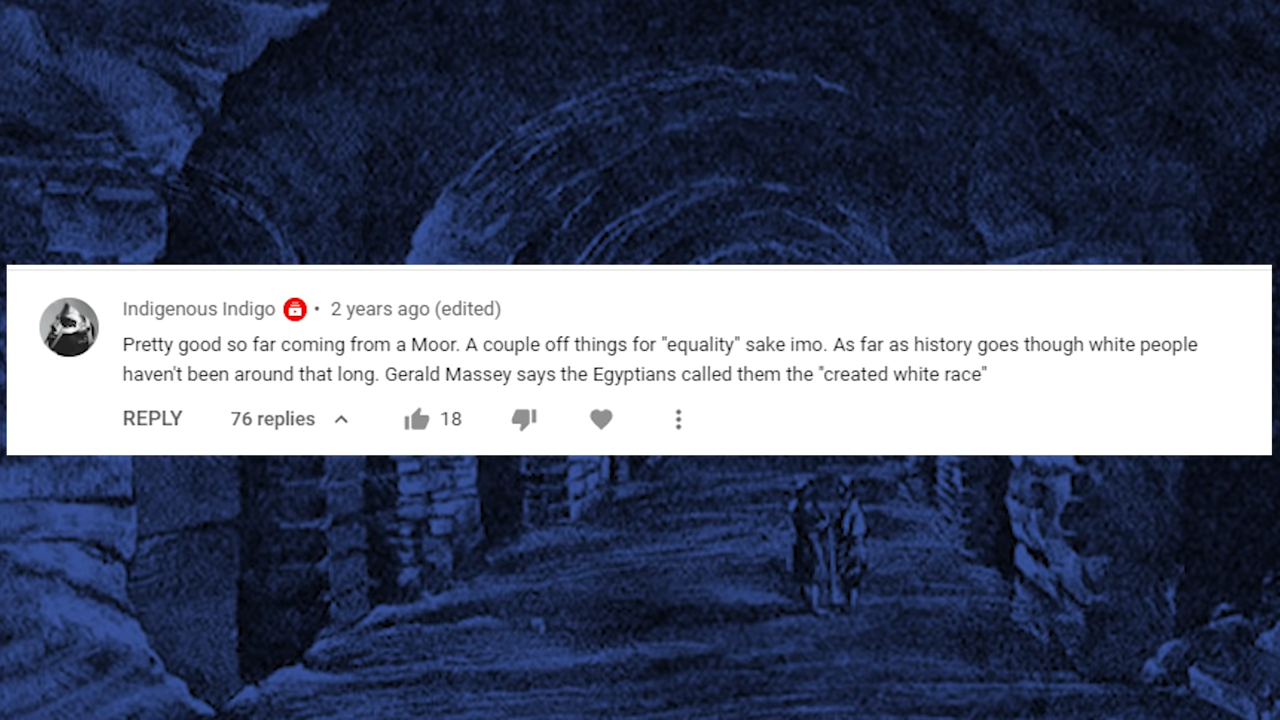 Indigenous Indigo • 2 years ago (edited)
Pretty good so far coming from a Moor. A couple off things for "equality" sake imo. As far as history goes though white people
haven't been around that long. Gerald Massey says the Egyptians called them the "created white race"
REPLY 76 replies 18